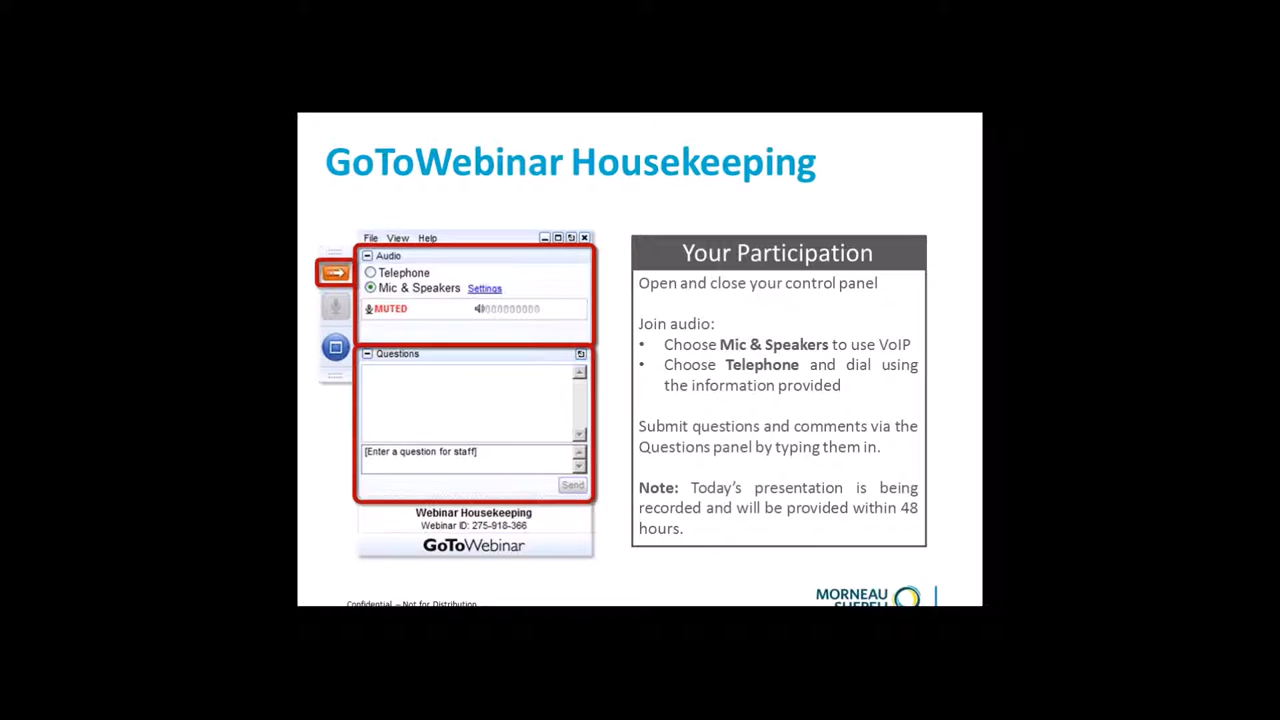 GoToWebinar Housekeeping
File View Help
Audio
Telephone
Mic & Speakers Settings
MUTED
Questions
[Enter a question for staff]
Send
Webinar Housekeeping
Webinar ID: 275-918-366
GoToWebinar
Your Participation
Open and close your control panel
Join audio:
• Choose Mic & Speakers to use VoIP
• Choose Telephone and dial using
the information provided
Submit questions and comments via the
Questions panel by typing them in.
Note: Today's presentation is being
recorded and will be provided within 48
hours.
Confidential – Not for Distribution
MORNEAU